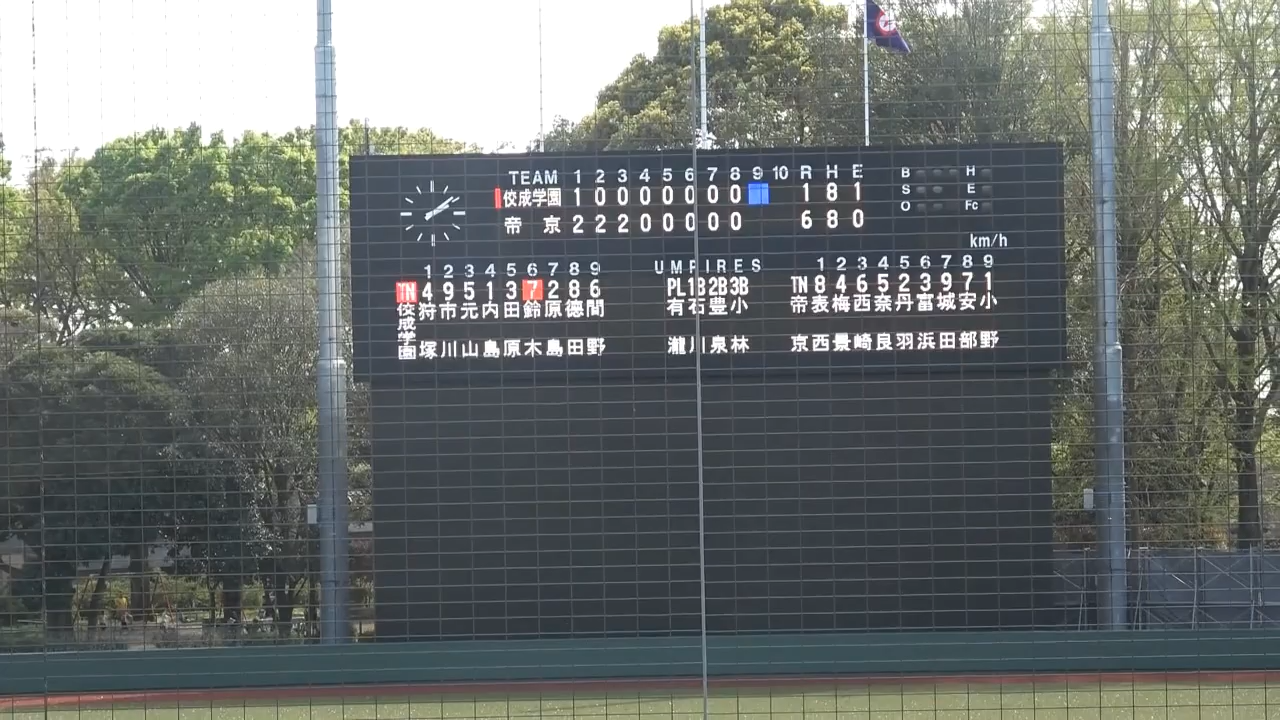 TEAM 1 2 3 4 5 6 7 8 9 10 R H E
佼成学園 1 0 0 0 0 0 0 0 1 8 1
帝京 2 2 2 0 0 0 0 0 6 8 0
B H
S E
O Fc
km/h
1 2 3 4 5 6 7 8 9
TN 4 9 5 1 3 7 2 8 6
佼成学園 狩塚 市川 元山 内島 田原 鈴木 原島 徳田 間野
UMPIRES
PL 1B 2B 3B
有瀧 石川 豊泉 小林
1 2 3 4 5 6 7 8 9
TN 8 4 6 5 2 3 9 7 1
帝京 表西 梅景 西崎 奈良 丹羽 富浜 城田 安部 小野